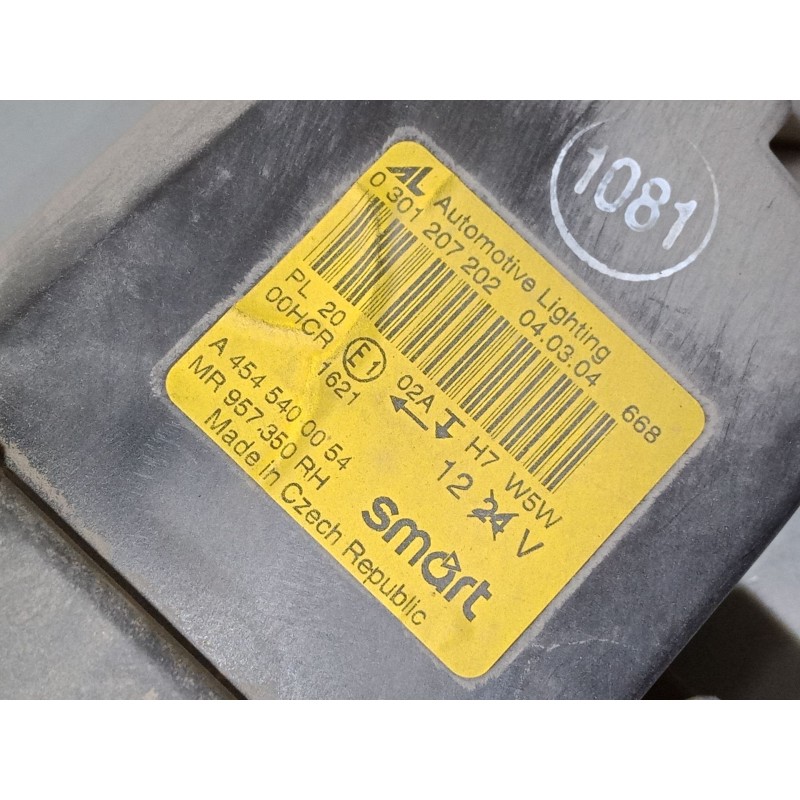 AL Automotive Lighting
0 301 207 202 04.03.04 668
PL 20
00HCR
E1
1621
02A
H7 W5W
12 24 V
A 454 540 00 54
MR 957.350 RH
Made in Czech Republic
smart
1081